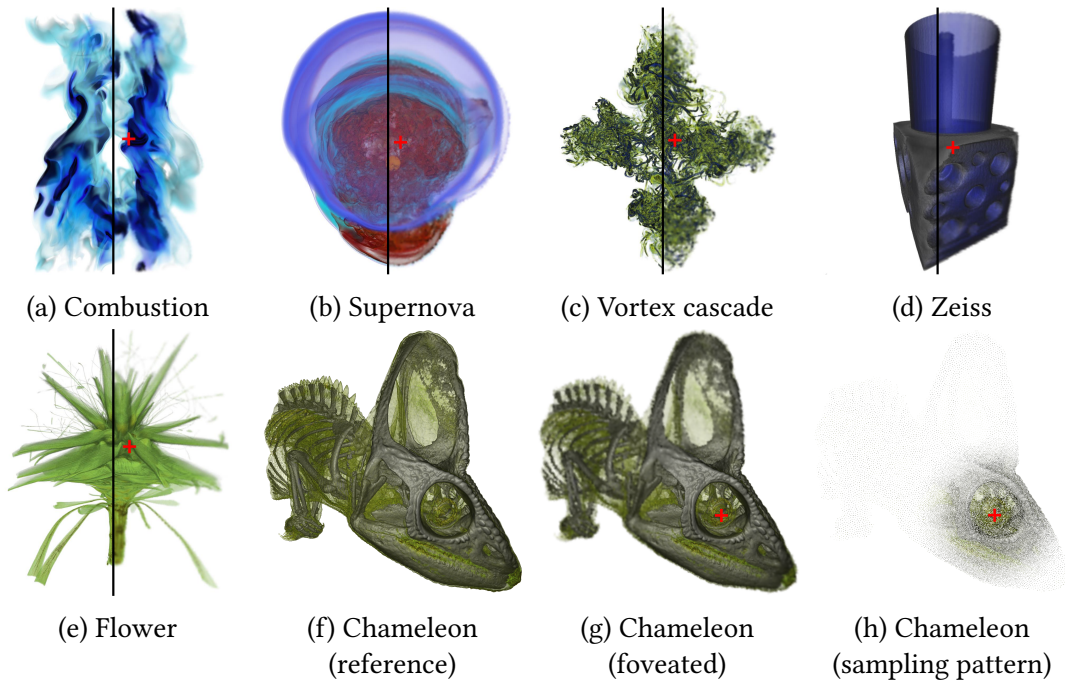 (a) Combustion
(b) Supernova
(c) Vortex cascade
(d) Zeiss
(e) Flower
(f) Chameleon
(reference)
(g) Chameleon
(foveated)
(h) Chameleon
(sampling pattern)